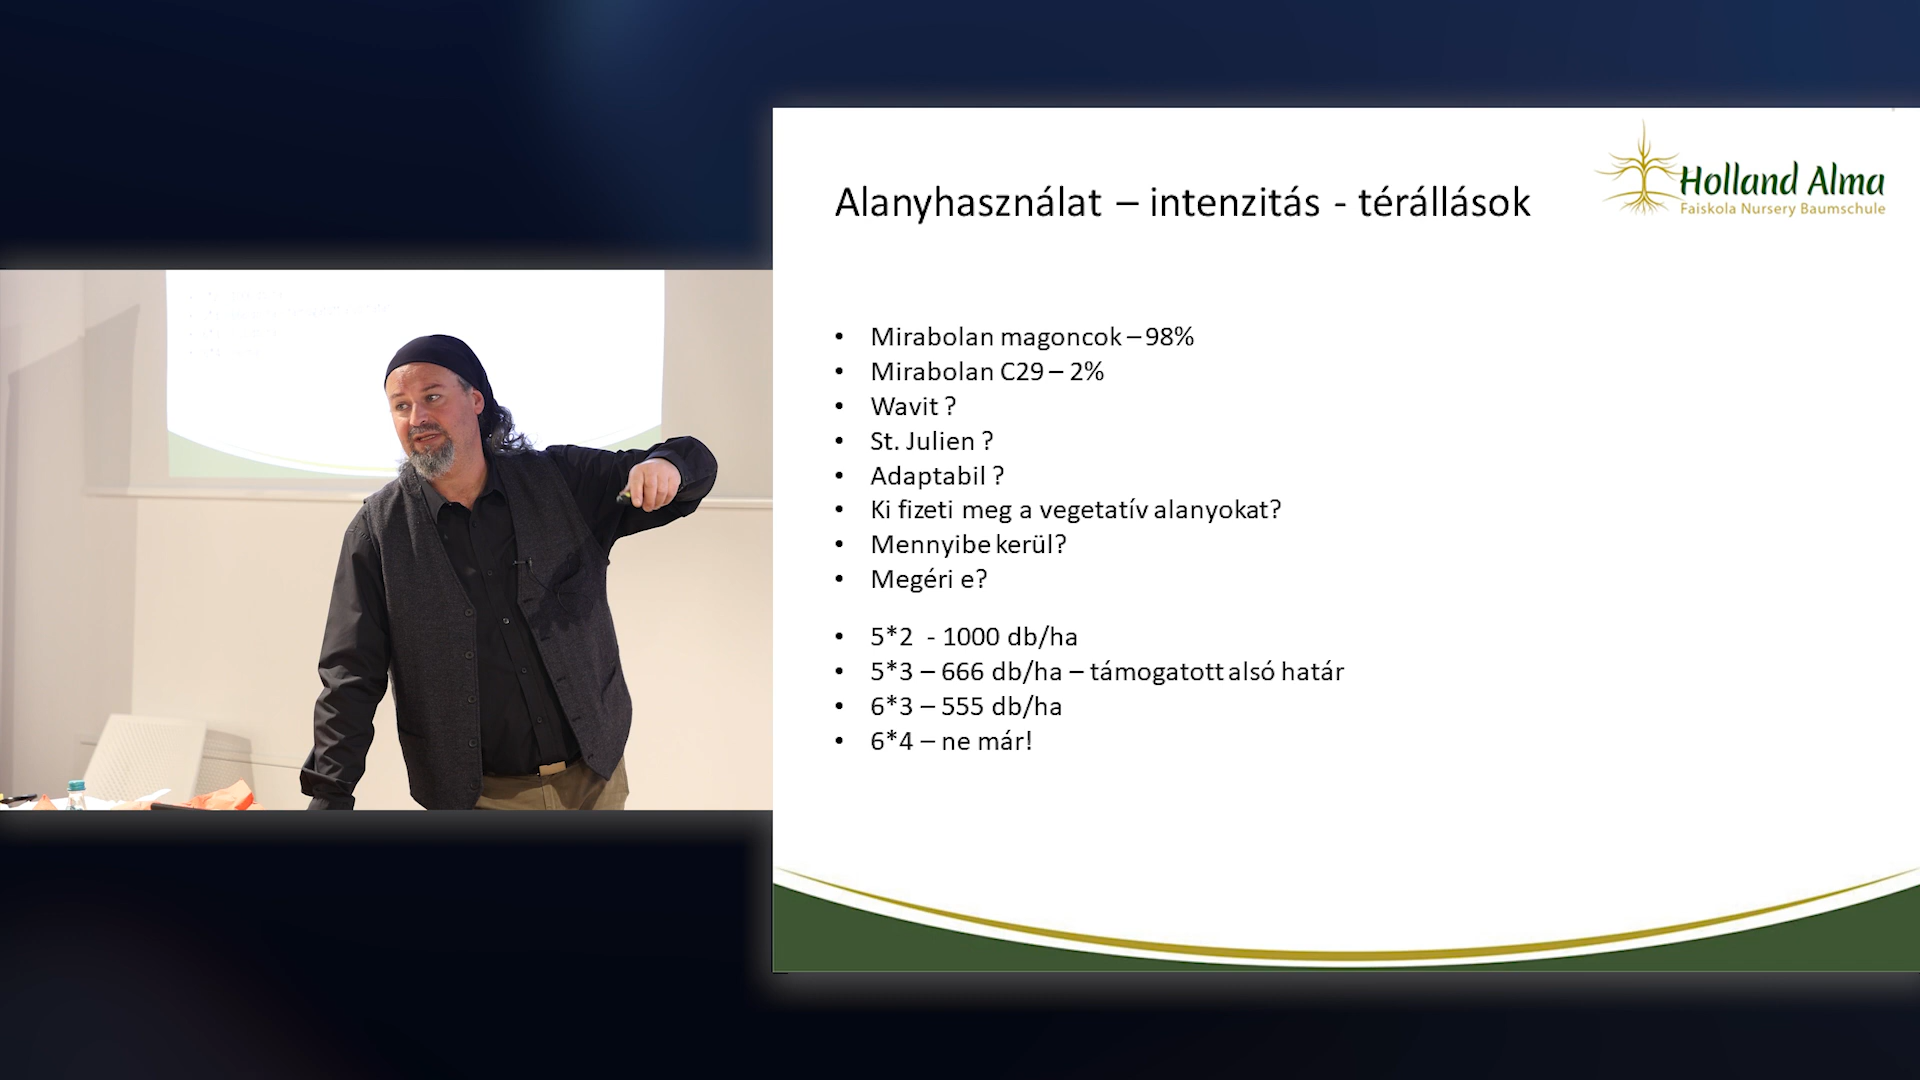 Holland Alma
Faiskola Nursery Baumschule
Alanyhasználat – intenzitás - térállások
• Mirabolan magoncok – 98%
• Mirabolan C29 – 2%
• Wavit ?
• St. Julien ?
• Adaptabil ?
• Ki fizeti meg a vegetatív alanyokat?
• Mennyibe kerül?
• Megéri e?
• 5*2 - 1000 db/ha
• 5*3 – 666 db/ha – támogatott alsó határ
• 6*3 – 555 db/ha
• 6*4 – ne már!